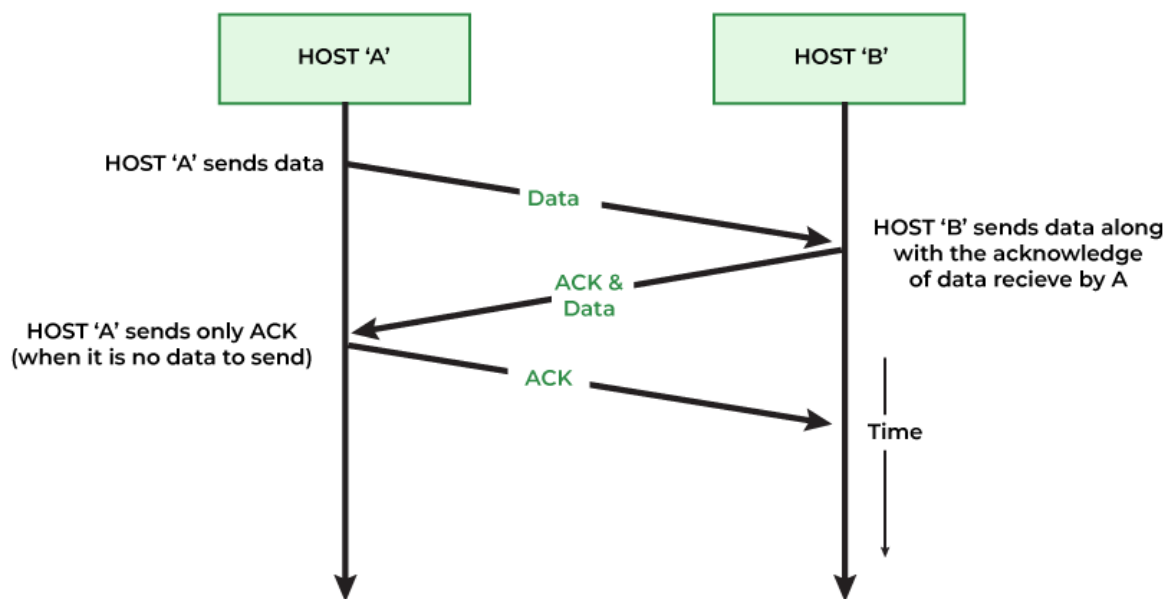 HOST ‘A’
HOST ‘B’
HOST ‘A’ sends data
Data
HOST ‘B’ sends data along
with the acknowledge
of data recieve by A
ACK &
Data
HOST ‘A’ sends only ACK
(when it is no data to send)
ACK
Time